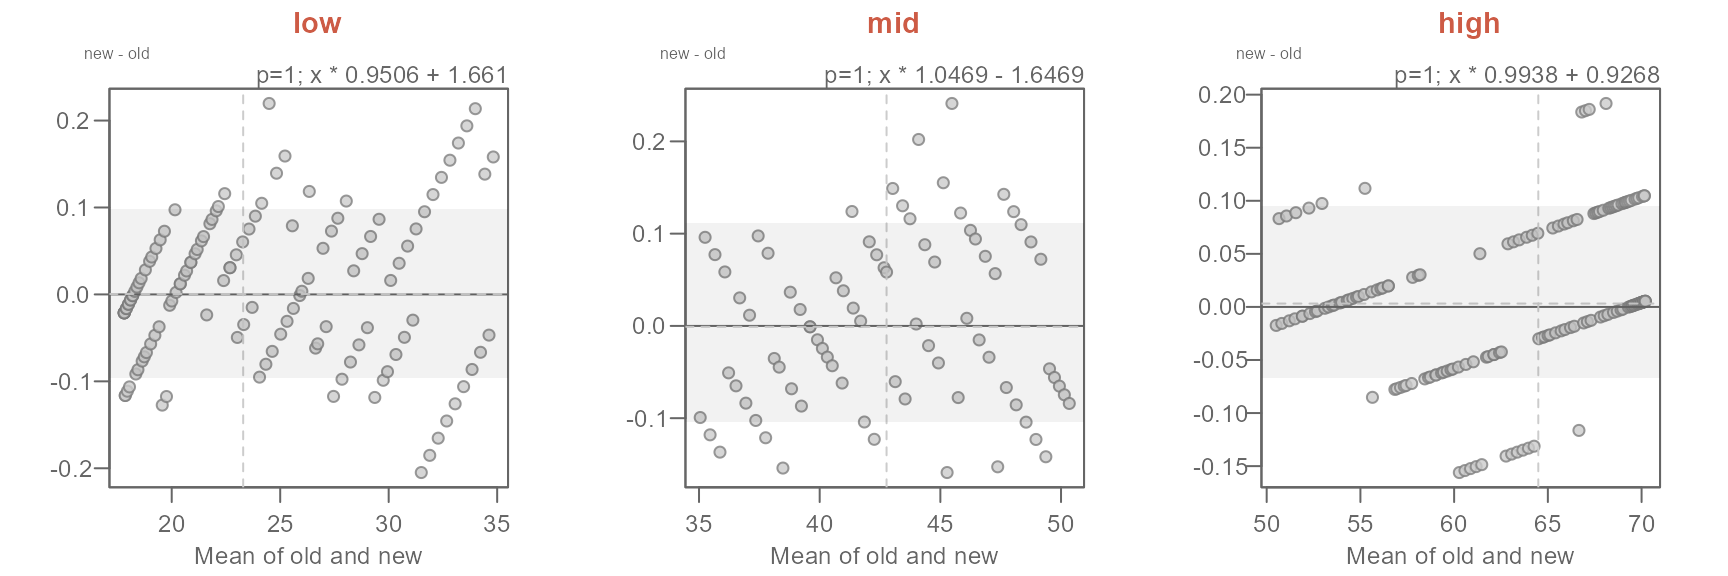 low
new - old
p=1; x * 0.9506 + 1.661
0.2
0.1
0.0
-0.1
-0.2
20 25 30 35
Mean of old and new
mid
new - old
p=1; x * 1.0469 - 1.6469
0.2
0.1
0.0
-0.1
35 40 45 50
Mean of old and new
high
new - old
p=1; x * 0.9938 + 0.9268
0.20
0.15
0.10
0.05
0.00
-0.05
-0.10
-0.15
50 55 60 65 70
Mean of old and new